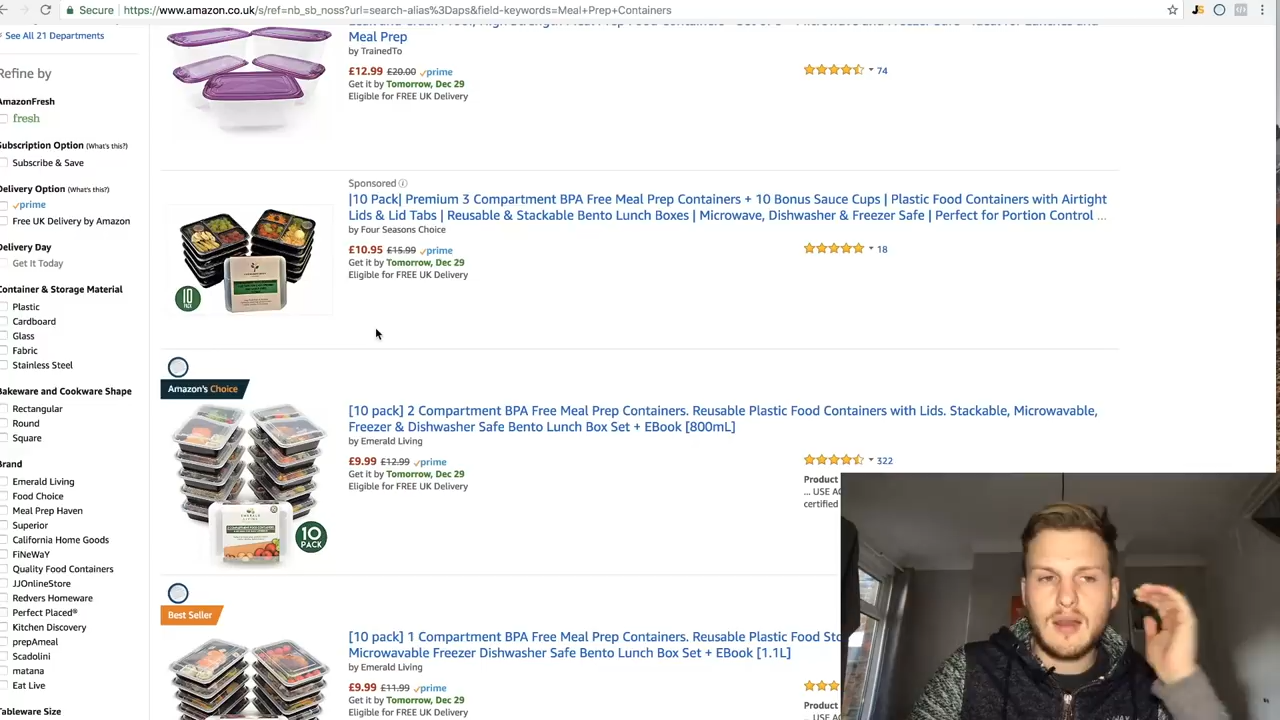 https://www.amazon.co.uk/s/ref=nb_sb_noss?url=search-alias%3Daps&field-keywords=Meal+Prep+Containers
See All 21 Departments
Refine by
AmazonFresh
fresh
Subscription Option (What's this?)
Subscribe & Save
Delivery Option (What's this?)
prime
Free UK Delivery by Amazon
Delivery Day
Get It Today
Container & Storage Material
Plastic
Cardboard
Glass
Fabric
Stainless Steel
Bakeware and Cookware Shape
Rectangular
Round
Square
Brand
Emerald Living
Food Choice
Meal Prep Haven
Superior
California Home Goods
FiNeWaY
Quality Food Containers
JJOnlineStore
Redvers Homeware
Perfect Placed®
Kitchen Discovery
prepAmeal
Scadolini
matana
Eat Live
Tableware Size
Meal Prep
by TrainedTo
£12.99 £20.00 prime
Get it by Tomorrow, Dec 29
Eligible for FREE UK Delivery
74
Sponsored
|10 Pack| Premium 3 Compartment BPA Free Meal Prep Containers + 10 Bonus Sauce Cups | Plastic Food Containers with Airtight
Lids & Lid Tabs | Reusable & Stackable Bento Lunch Boxes | Microwave, Dishwasher & Freezer Safe | Perfect for Portion Control ...
by Four Seasons Choice
£10.95 £15.99 prime
Get it by Tomorrow, Dec 29
Eligible for FREE UK Delivery
18
10
PACK
Amazon's Choice
[10 pack] 2 Compartment BPA Free Meal Prep Containers. Reusable Plastic Food Containers with Lids. Stackable, Microwavable,
Freezer & Dishwasher Safe Bento Lunch Box Set + EBook [800mL]
by Emerald Living
£9.99 £12.99 prime
Get it by Tomorrow, Dec 29
Eligible for FREE UK Delivery
322
Product
... USE
certified
10
PACK
Best Seller
[10 pack] 1 Compartment BPA Free Meal Prep Containers. Reusable Plastic Food
Microwavable Freezer Dishwasher Safe Bento Lunch Box Set + EBook [1.1L]
by Emerald Living
£9.99 £11.99 prime
Get it by Tomorrow, Dec 29
Eligible for FREE UK Delivery
Product